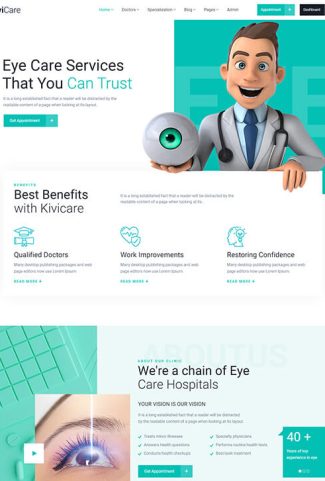 iviCare
Home Doctors Specialization Blog Pages Admin Appointment Dashboard
Eye Care Services
That You Can Trust
It is a long established fact that a reader will be distracted by the
readable content of a page when looking at its layout.
Get Appointment
BENEFITS
Best Benefits
with Kivicare
It is a long established fact that a reader will be distracted by the
readable content of a page when looking at its.
Qualified Doctors
Many desktop publishing packages and web
page editors now use Lorem Ipsum
READ MORE
Work Improvements
Many desktop publishing packages and web
page editors now use Lorem Ipsum
READ MORE
Restoring Confidence
Many desktop publishing packages and web
page editors now use Lorem Ipsum
READ MORE
ABOUTUS
ABOUT OUR CLINIC
We're a chain of Eye
Care Hospitals
YOUR VISION IS OUR VISION
It is a long established fact that a reader will be distracted by the
readable content of a page when looking at its layout.
Treats minor illnesses
Specialty physicians
Answers Health questions
Performs routine health tests
Conducts health checkups
Best look treatment
Get Appointment
40 +
Years of top
experience in eye